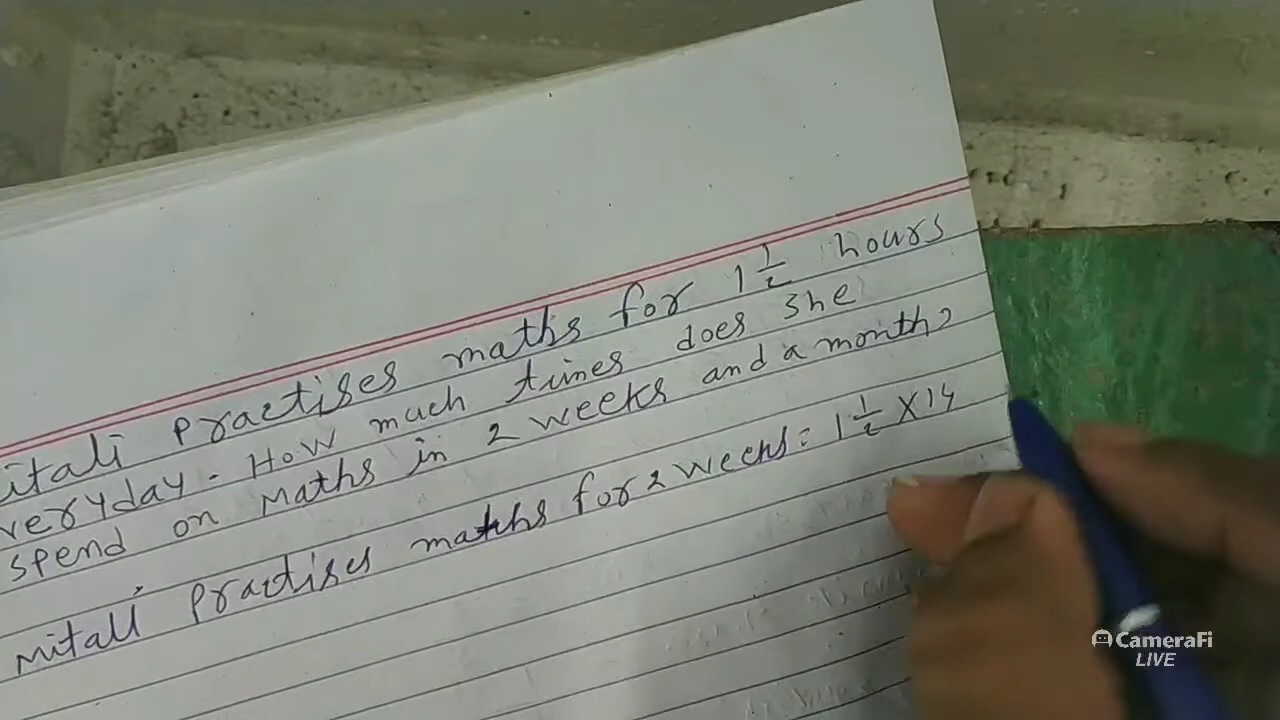 itali Practises maths for 1 1/2 hours
veryday. How much times does she
spend on Maths in 2 weeks and a month?
Mitali Practises maths for 2 weeks = 1 1/2 X 14
CameraFi
LIVE